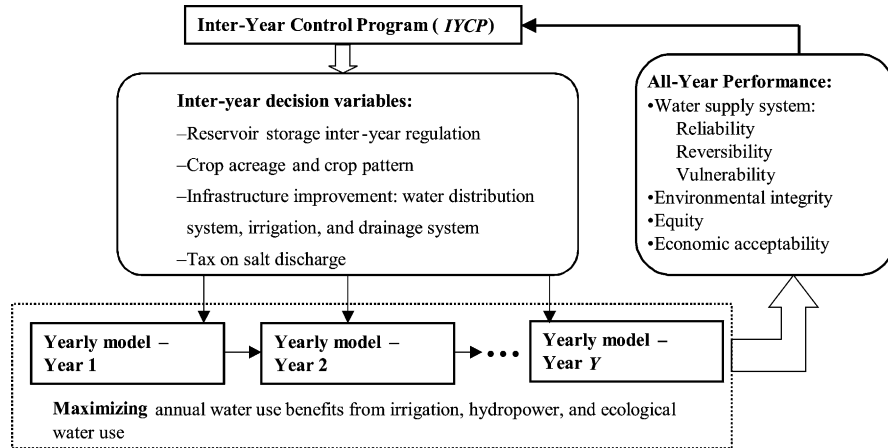 Inter-Year Control Program ( IYCP)
Inter-year decision variables:
–Reservoir storage inter-year regulation
–Crop acreage and crop pattern
–Infrastructure improvement: water distribution
system, irrigation, and drainage system
–Tax on salt discharge
All-Year Performance:
•Water supply system:
Reliability
Reversibility
Vulnerability
•Environmental integrity
•Equity
•Economic acceptability
Yearly model –
Year 1
Yearly model –
Year 2
•••
Yearly model –
Year Y
Maximizing annual water use benefits from irrigation, hydropower, and ecological
water use